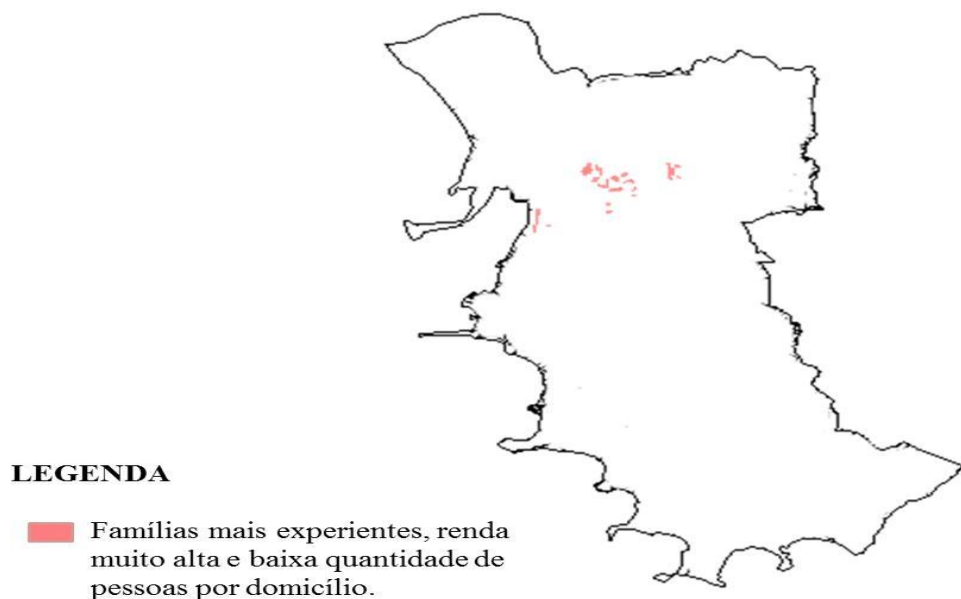 LEGENDA
Famílias mais experientes, renda
muito alta e baixa quantidade de
pessoas por domicílio.